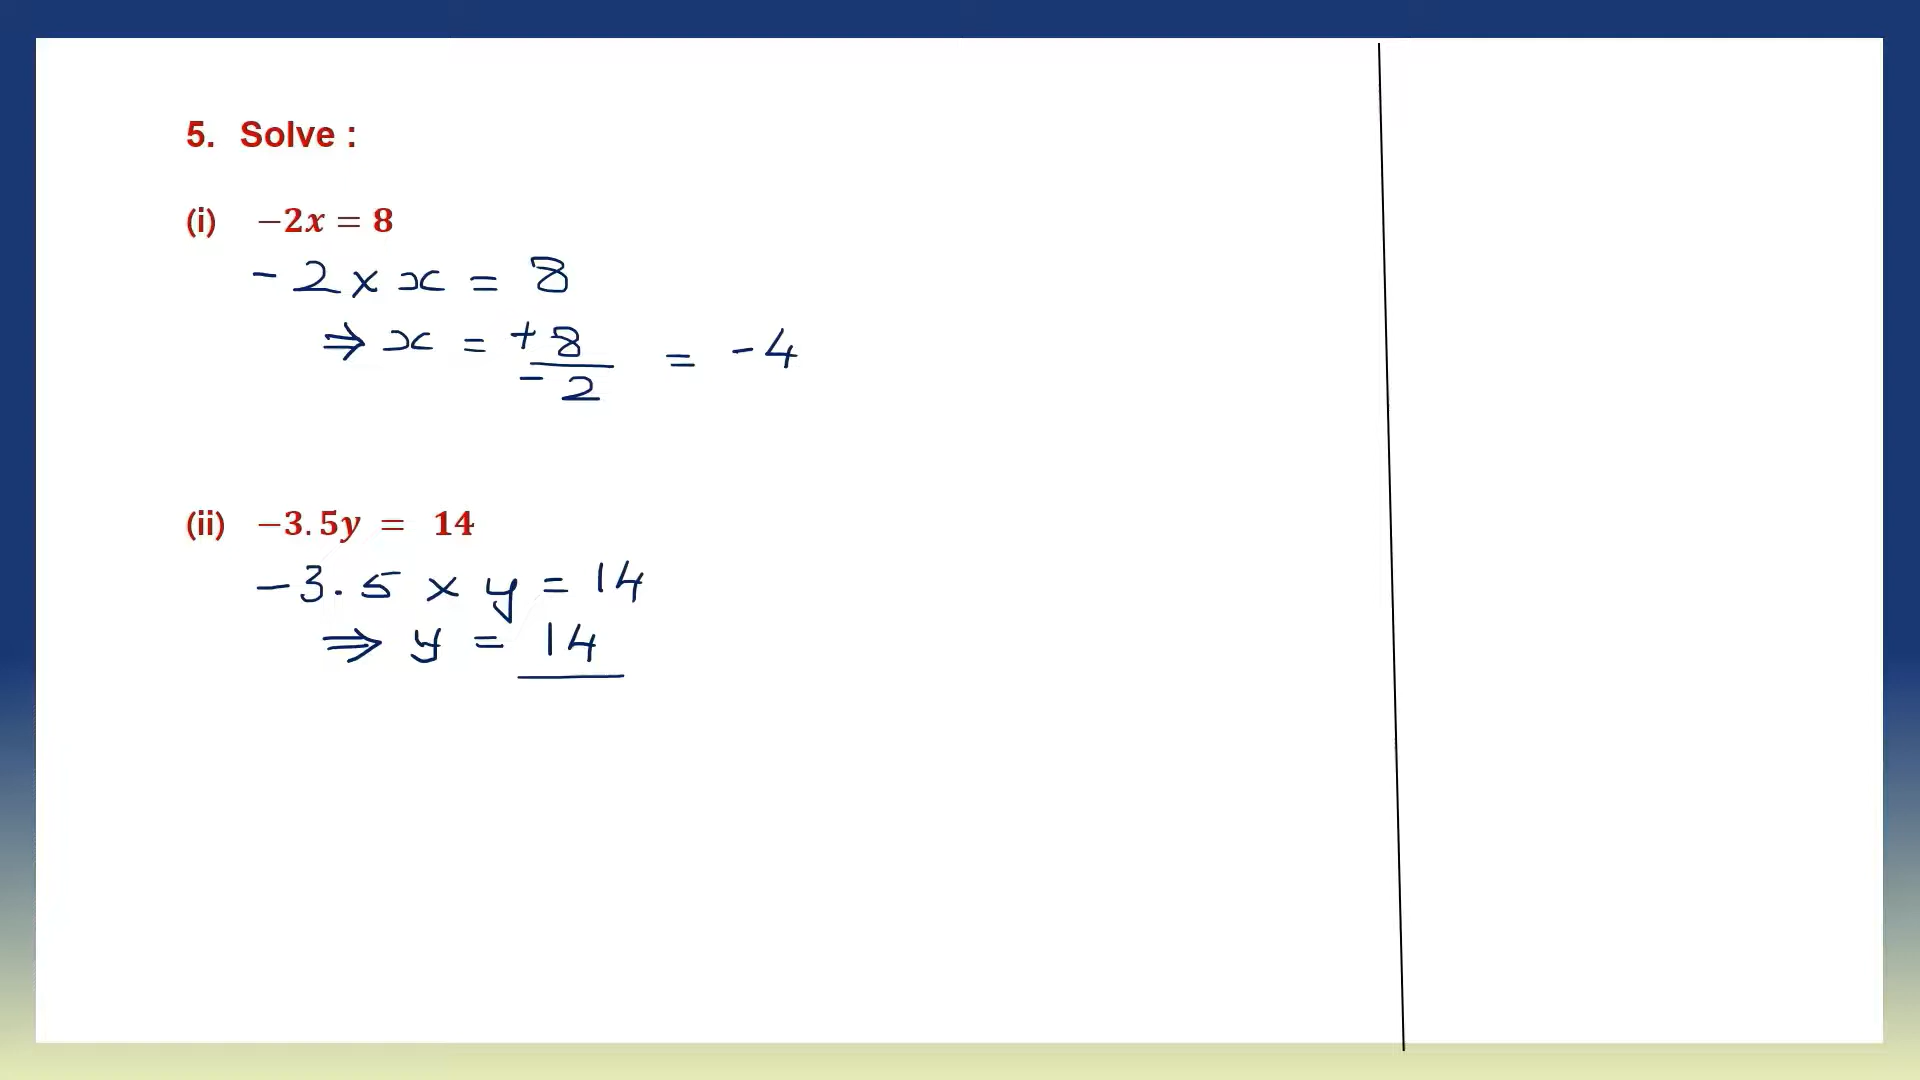 5. Solve :
(i) −2x = 8
- 2 × x = 8
⇒ x = +8/-2 = -4
(ii) −3.5y = 14
-3.5 × y = 14
⇒ y = 14